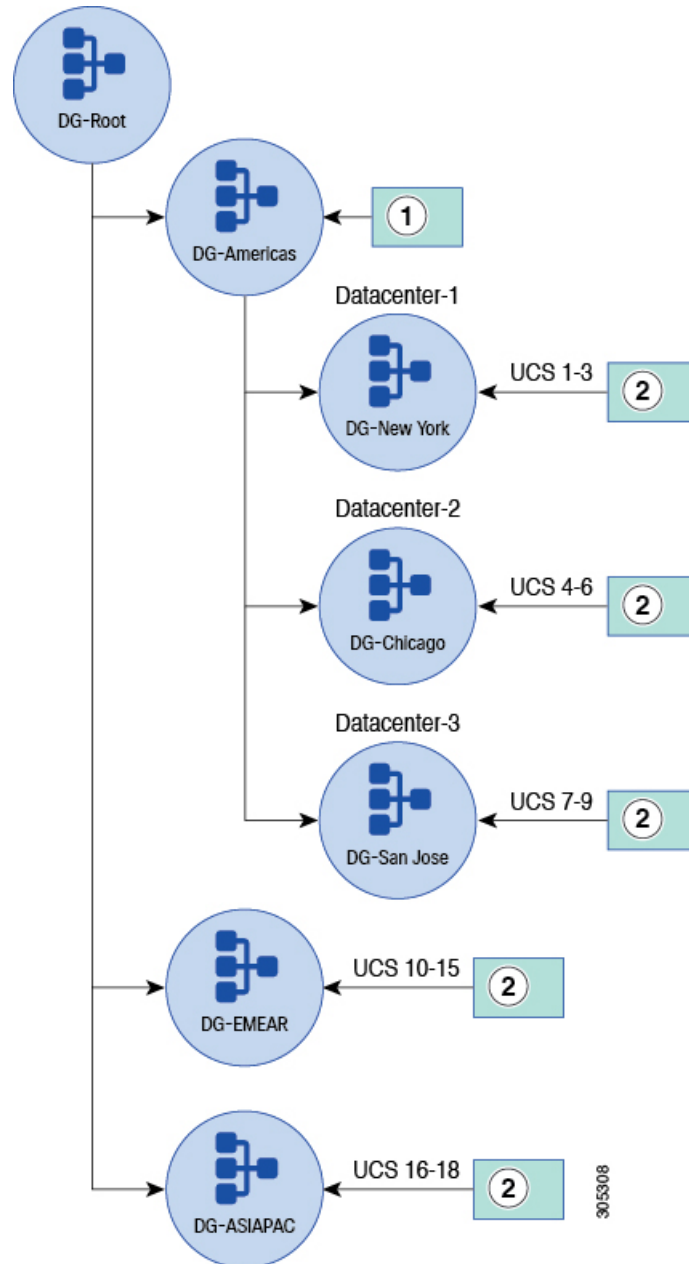 DG-Root
DG-Americas
1
Datacenter-1
DG-New York
UCS 1-3
2
Datacenter-2
DG-Chicago
UCS 4-6
2
Datacenter-3
DG-San Jose
UCS 7-9
2
DG-EMEAR
UCS 10-15
2
DG-ASIAPAC
UCS 16-18
2
305308